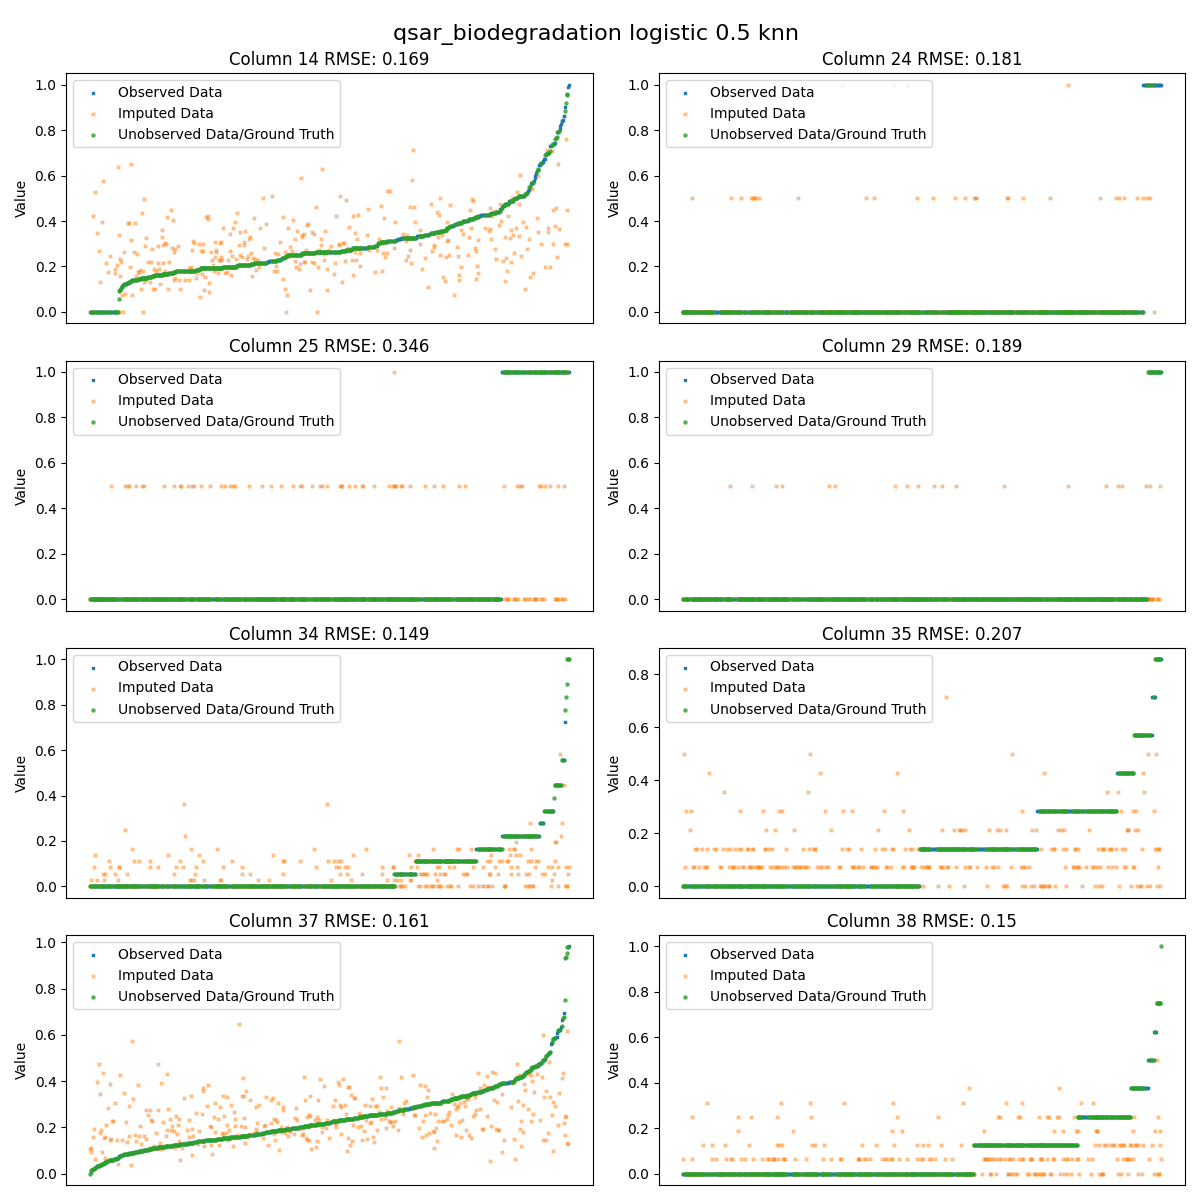 qsar_biodegradation logistic 0.5 knn
Column 14 RMSE: 0.169
Value
1.0
0.8
0.6
0.4
0.2
0.0
Observed Data
Imputed Data
Unobserved Data/Ground Truth
Column 24 RMSE: 0.181
Value
1.0
0.8
0.6
0.4
0.2
0.0
Observed Data
Imputed Data
Unobserved Data/Ground Truth
Column 25 RMSE: 0.346
Value
1.0
0.8
0.6
0.4
0.2
0.0
Observed Data
Imputed Data
Unobserved Data/Ground Truth
Column 29 RMSE: 0.189
Value
1.0
0.8
0.6
0.4
0.2
0.0
Observed Data
Imputed Data
Unobserved Data/Ground Truth
Column 34 RMSE: 0.149
Value
1.0
0.8
0.6
0.4
0.2
0.0
Observed Data
Imputed Data
Unobserved Data/Ground Truth
Column 35 RMSE: 0.207
Value
0.8
0.6
0.4
0.2
0.0
Observed Data
Imputed Data
Unobserved Data/Ground Truth
Column 37 RMSE: 0.161
Value
1.0
0.8
0.6
0.4
0.2
0.0
Observed Data
Imputed Data
Unobserved Data/Ground Truth
Column 38 RMSE: 0.15
Value
1.0
0.8
0.6
0.4
0.2
0.0
Observed Data
Imputed Data
Unobserved Data/Ground Truth